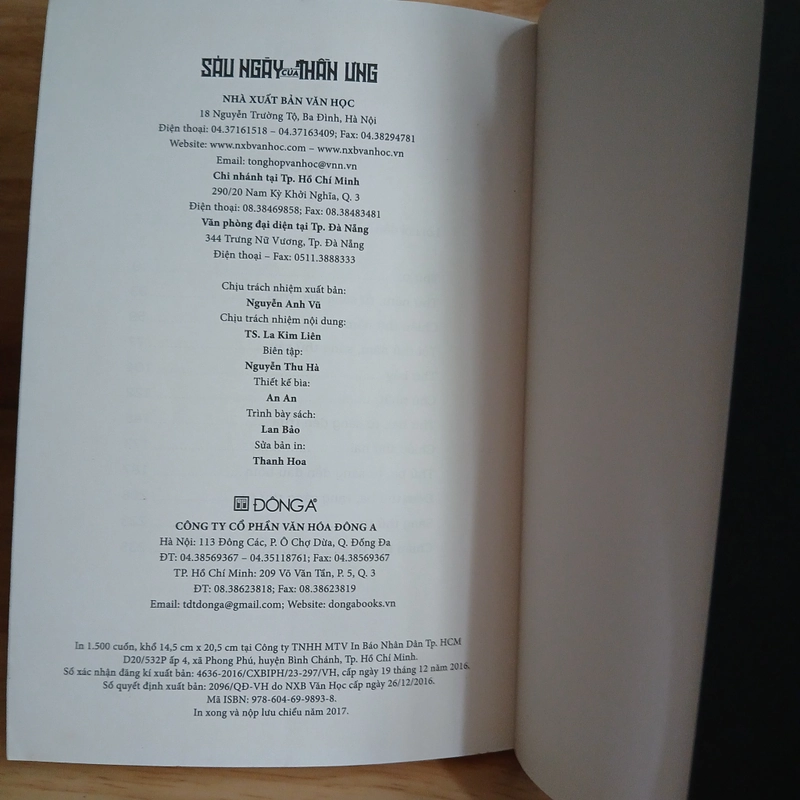 SÁU NGÀY CỦA THẦN ƯNG
NHÀ XUẤT BẢN VĂN HỌC
18 Nguyễn Trường Tộ, Ba Đình, Hà Nội
Điện thoại: 04.37161518 – 04.37163409; Fax: 04.38294781
Website: www.nxbvanhoc.com – www.nxbvanhoc.vn
Email: tonghopvanhoc@vnn.vn
Chi nhánh tại Tp. Hồ Chí Minh
290/20 Nam Kỳ Khởi Nghĩa, Q. 3
Điện thoại: 08.38469858; Fax: 08.38483481
Văn phòng đại diện tại Tp. Đà Nẵng
344 Trưng Nữ Vương, Tp. Đà Nẵng
Điện thoại – Fax: 0511.3888333
Chịu trách nhiệm xuất bản:
Nguyễn Anh Vũ
Chịu trách nhiệm nội dung:
TS. La Kim Liên
Biên tập:
Nguyễn Thu Hà
Thiết kế bìa:
An An
Trình bày sách:
Lan Bảo
Sửa bản in:
Thanh Hoa
ĐÔNG A
CÔNG TY CỔ PHẦN VĂN HÓA ĐÔNG A
Hà Nội: 113 Đông Các, P. Ô Chợ Dừa, Q. Đống Đa
ĐT: 04.38569367 – 04.35118761; Fax: 04.38569367
TP. Hồ Chí Minh: 209 Võ Văn Tần, P. 5, Q. 3
ĐT: 08.38623818; Fax: 08.38623819
Email: tdtdonga@gmail.com; Website: dongabooks.vn
In 1.500 cuốn, khổ 14,5 cm x 20,5 cm tại Công ty TNHH MTV In Báo Nhân Dân Tp. HCM
D20/532P ấp 4, xã Phong Phú, huyện Bình Chánh, Tp. Hồ Chí Minh.
Số xác nhận đăng kí xuất bản: 4636-2016/CXBIPH/23-297/VH, cấp ngày 19 tháng 12 năm 2016.
Số quyết định xuất bản: 2096/QĐ-VH do NXB Văn Học cấp ngày 26/12/2016.
Mã ISBN: 978-604-69-9893-8.
In xong và nộp lưu chiểu năm 2017.